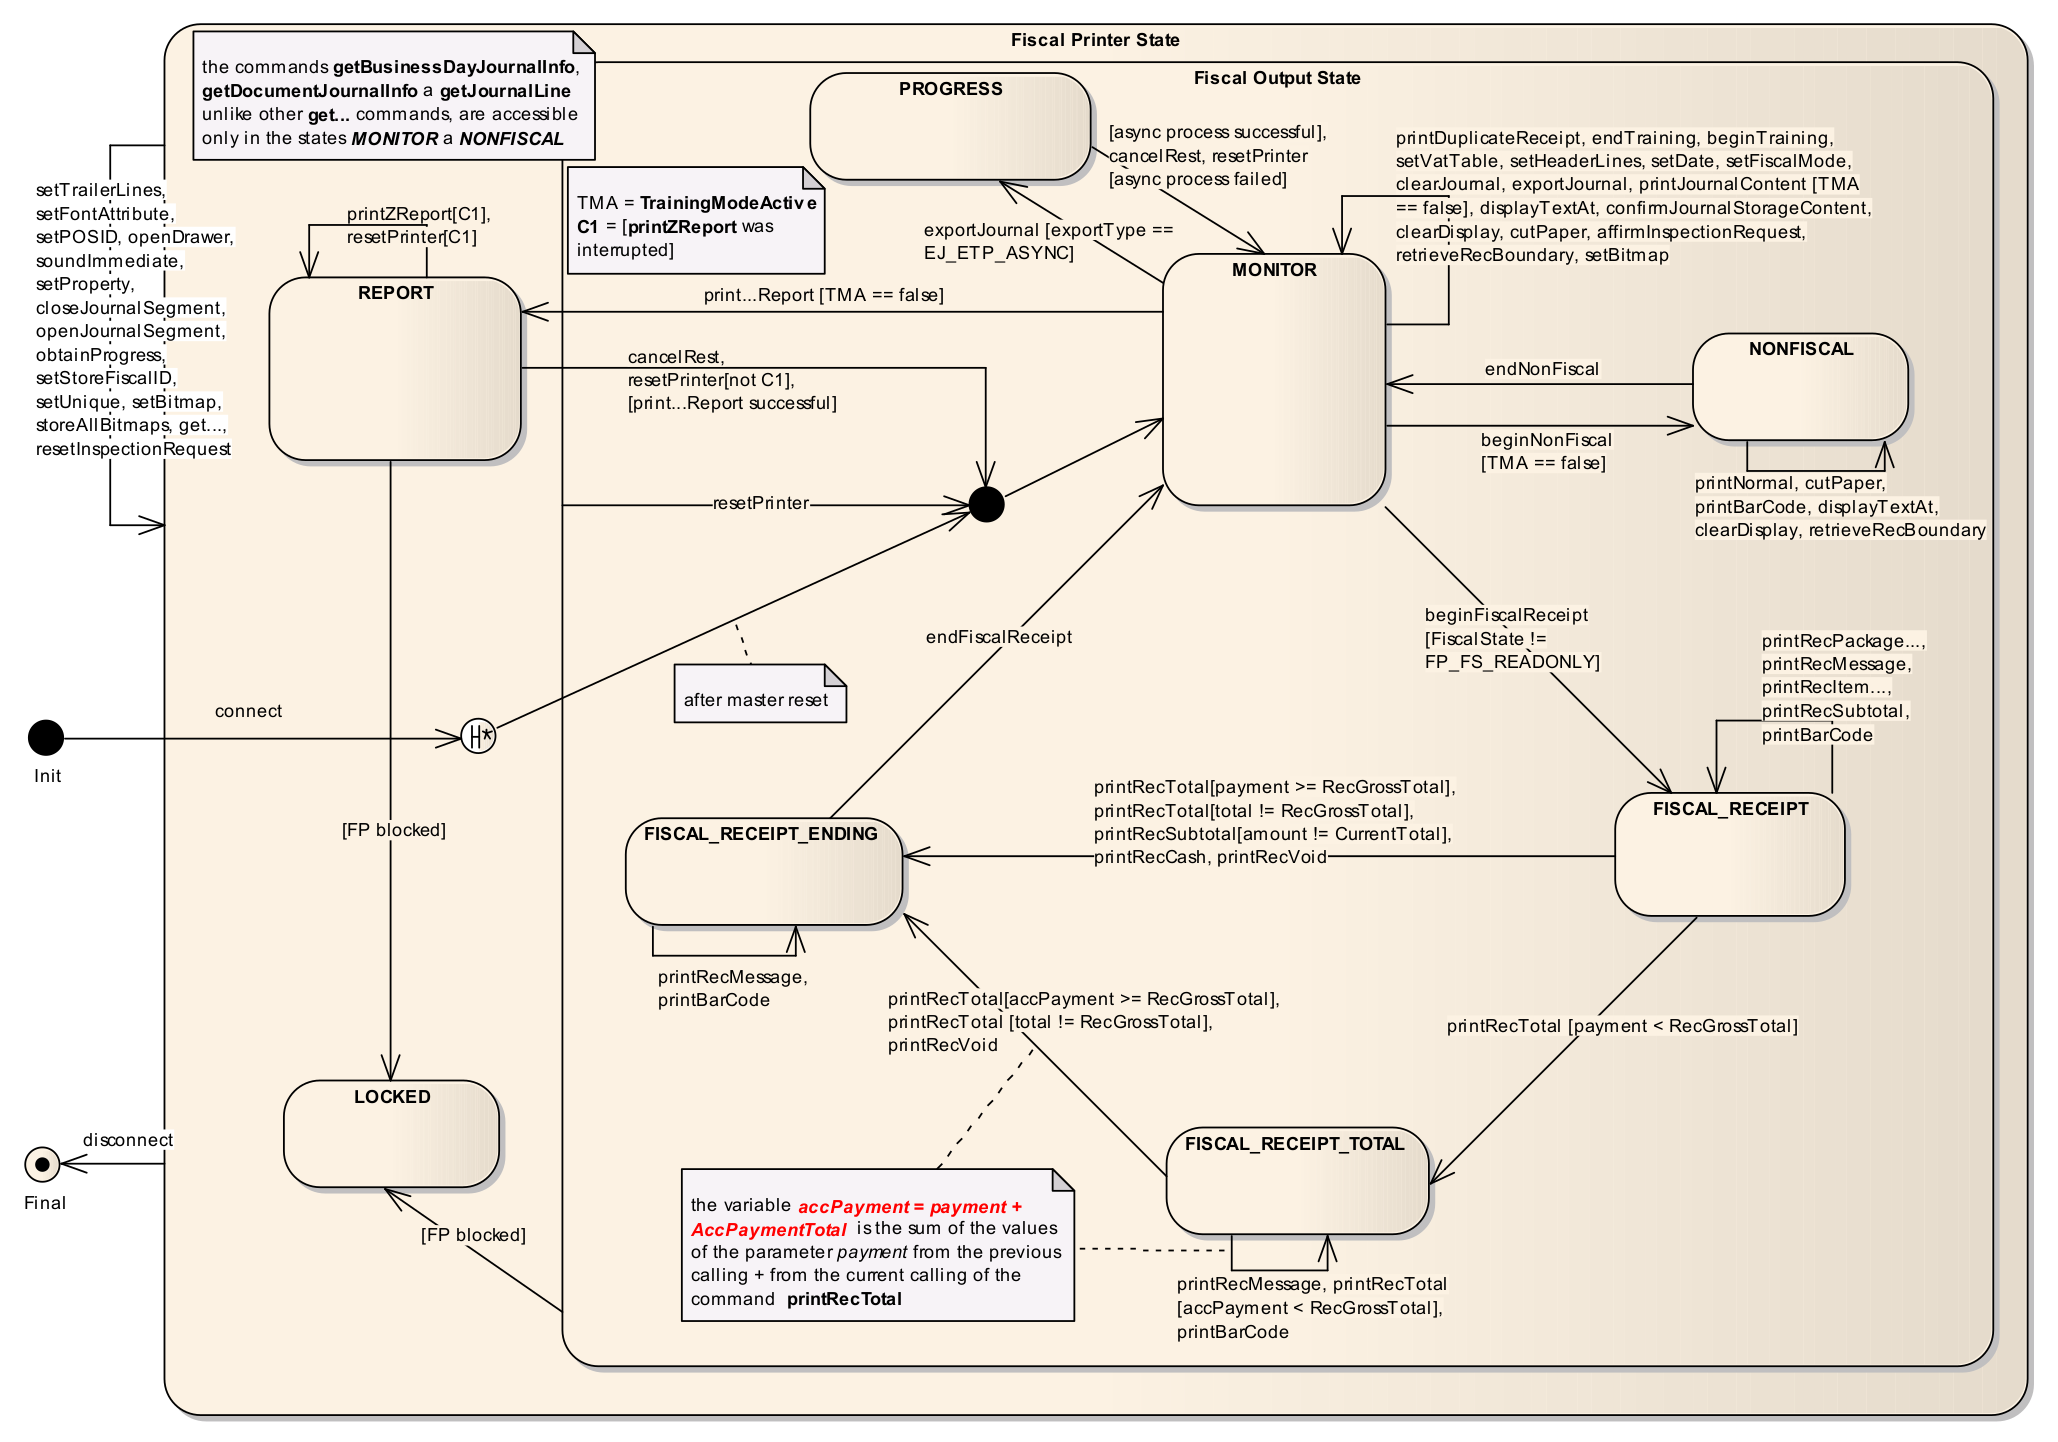 Fiscal Printer State
the commands getBusinessDayJournalInfo,
getDocumentJournalInfo a getJournalLine
unlike other get... commands, are accessible
only in the states MONITOR a NONFISCAL
Fiscal Output State
PROGRESS
[async process successful],
cancelRest, resetPrinter
[async process failed]
printDuplicateReceipt, endTraining, beginTraining,
setVatTable, setHeaderLines, setDate, setFiscalMode,
clearJournal, exportJournal, printJournalContent [TMA
== false], displayTextAt, confirmJournalStorageContent,
clearDisplay, cutPaper, affirmInspectionRequest,
retrieveRecBoundary, setBitmap
setTrailerLines,
setFontAttribute,
setPOSID, openDrawer,
soundImmediate,
setProperty,
closeJournalSegment,
openJournalSegment,
obtainProgress,
setStoreFiscalID,
setUnique, setBitmap,
storeAllBitmaps, get...,
resetInspectionRequest
printZReport[C1],
resetPrinter[C1]
TMA = TrainingModeActive
C1 = [printZReport was
interrupted]
exportJournal [exportType ==
EJ_ETP_ASYNC]
REPORT
MONITOR
print...Report [TMA == false]
cancelRest,
resetPrinter[not C1],
[print...Report successful]
NONFISCAL
endNonFiscal
beginNonFiscal
[TMA == false]
printNormal, cutPaper,
printBarCode, displayTextAt,
clearDisplay, retrieveRecBoundary
resetPrinter
endFiscalReceipt
beginFiscalReceipt
[FiscalState !=
FP_FS_READONLY]
printRecPackage...,
printRecMessage,
printRecItem...,
printRecSubtotal,
printBarCode
after master reset
connect
H*
Init
[FP blocked]
FISCAL_RECEIPT_ENDING
printRecTotal[payment >= RecGrossTotal],
printRecTotal[total != RecGrossTotal],
printRecSubtotal[amount != CurrentTotal],
printRecCash, printRecVoid
FISCAL_RECEIPT
printRecMessage,
printBarCode
printRecTotal[accPayment >= RecGrossTotal],
printRecTotal [total != RecGrossTotal],
printRecVoid
printRecTotal [payment < RecGrossTotal]
LOCKED
disconnect
Final
[FP blocked]
FISCAL_RECEIPT_TOTAL
the variable accPayment = payment +
AccPaymentTotal is the sum of the values
of the parameter payment from the previous
calling + from the current calling of the
command printRecTotal
printRecMessage, printRecTotal
[accPayment < RecGrossTotal],
printBarCode